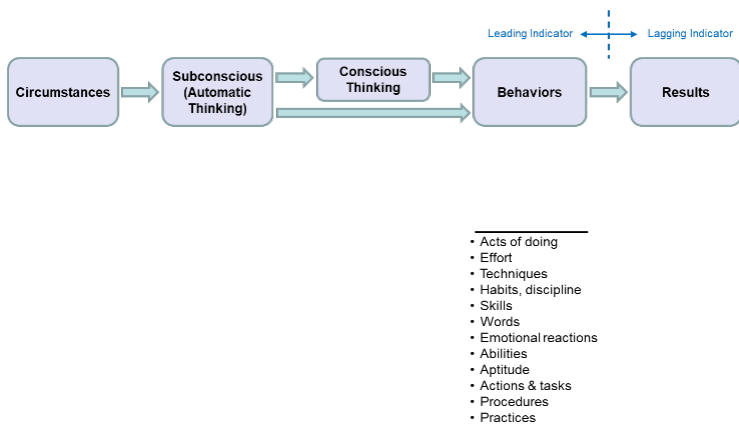 Leading Indicator
Lagging Indicator
Circumstances
Subconscious
(Automatic
Thinking)
Conscious
Thinking
Behaviors
Results
• Acts of doing
• Effort
• Techniques
• Habits, discipline
• Skills
• Words
• Emotional reactions
• Abilities
• Aptitude
• Actions & tasks
• Procedures
• Practices